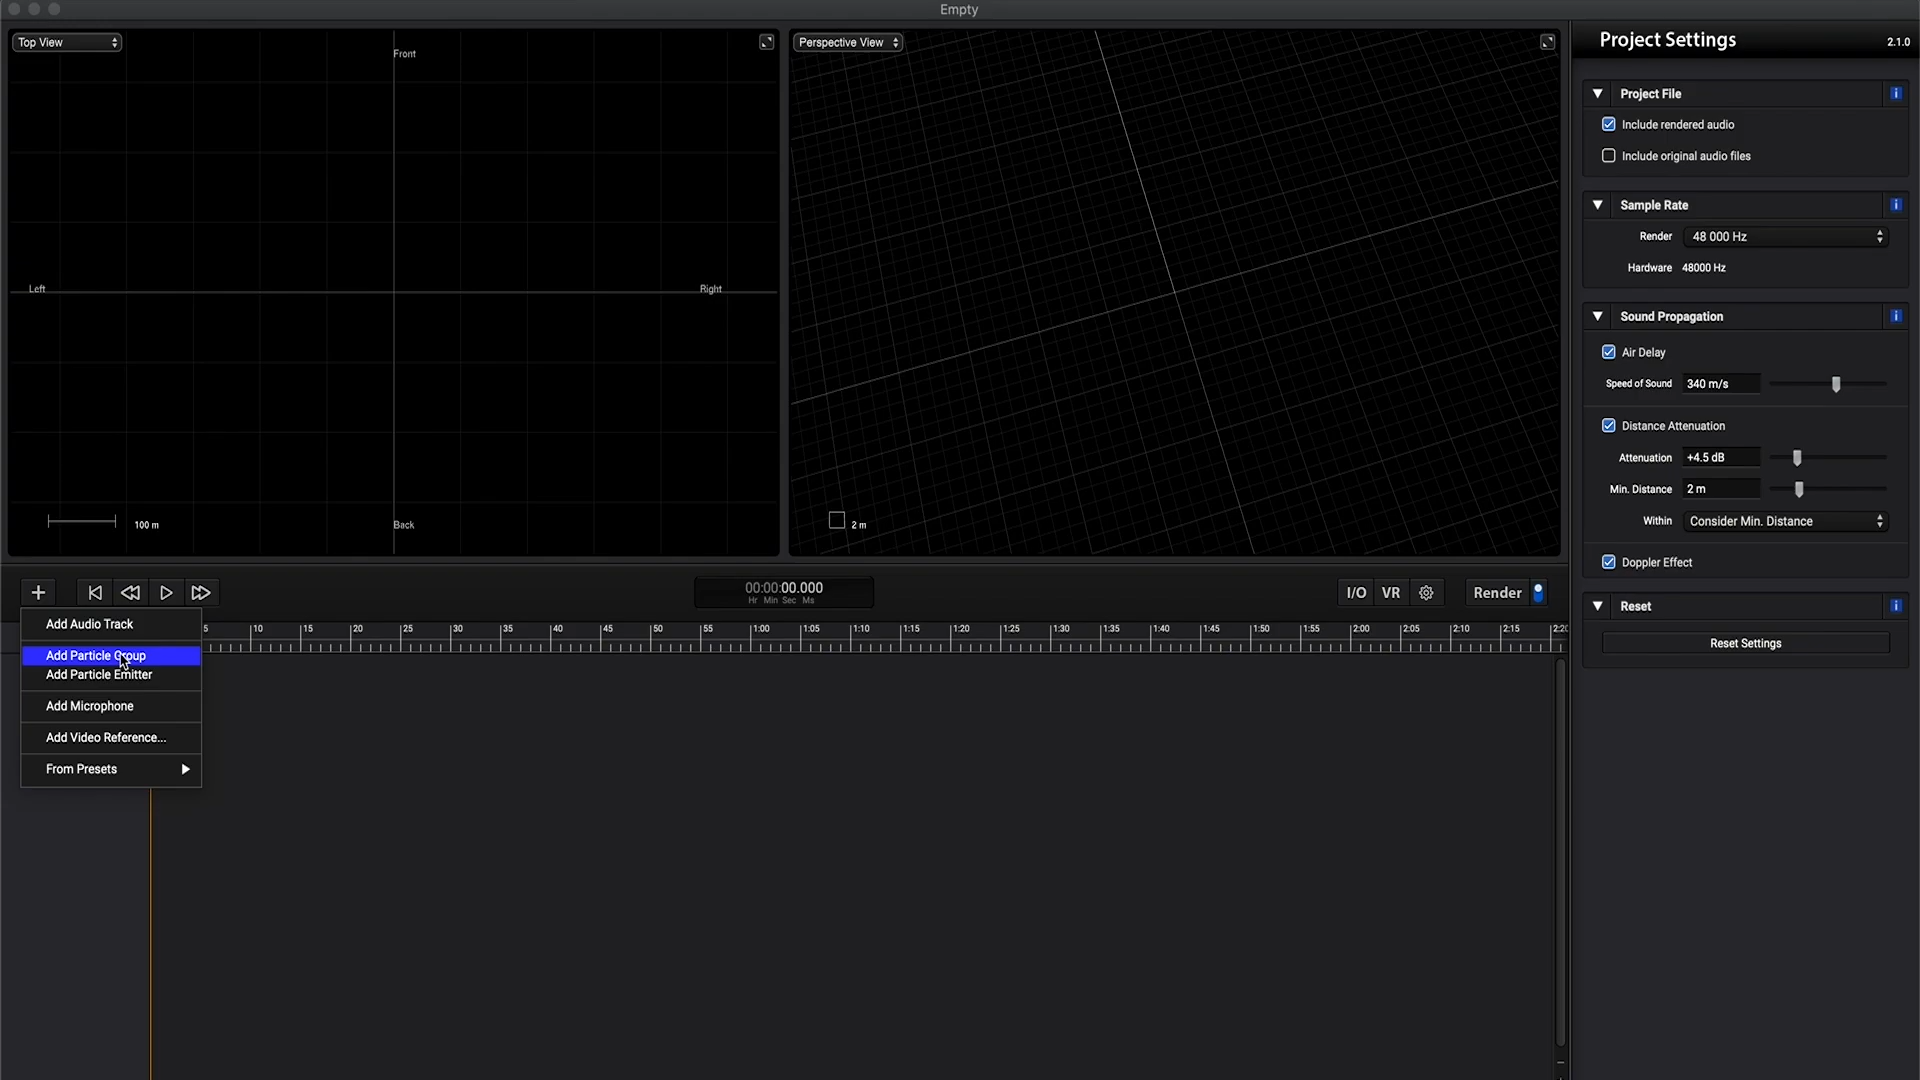 Empty
Top View
Front
Left
Right
100 m
Back
Perspective View
2 m
Project Settings
2.1.0
Project File
Include rendered audio
Include original audio files
Sample Rate
Render 48 000 Hz
Hardware 48000 Hz
Sound Propagation
Air Delay
Speed of Sound 340 m/s
Distance Attenuation
Attenuation +4.5 dB
Min. Distance 2 m
Within Consider Min. Distance
Doppler Effect
Reset
Reset Settings
00:00:00.000
Hr Min Sec Ms
I/O VR Render
5 10 15 20 25 30 35 40 45 50 55 1:00 1:05 1:10 1:15 1:20 1:25 1:30 1:35 1:40 1:45 1:50 1:55 2:00 2:05 2:10 2:15 2:20
Add Audio Track
Add Particle Group
Add Particle Emitter
Add Microphone
Add Video Reference...
From Presets